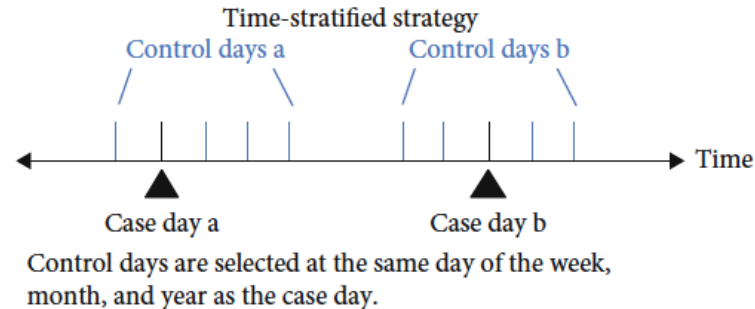 Time-stratified strategy
Control days a
Control days b
Time
Case day a
Case day b
Control days are selected at the same day of the week,
month, and year as the case day.